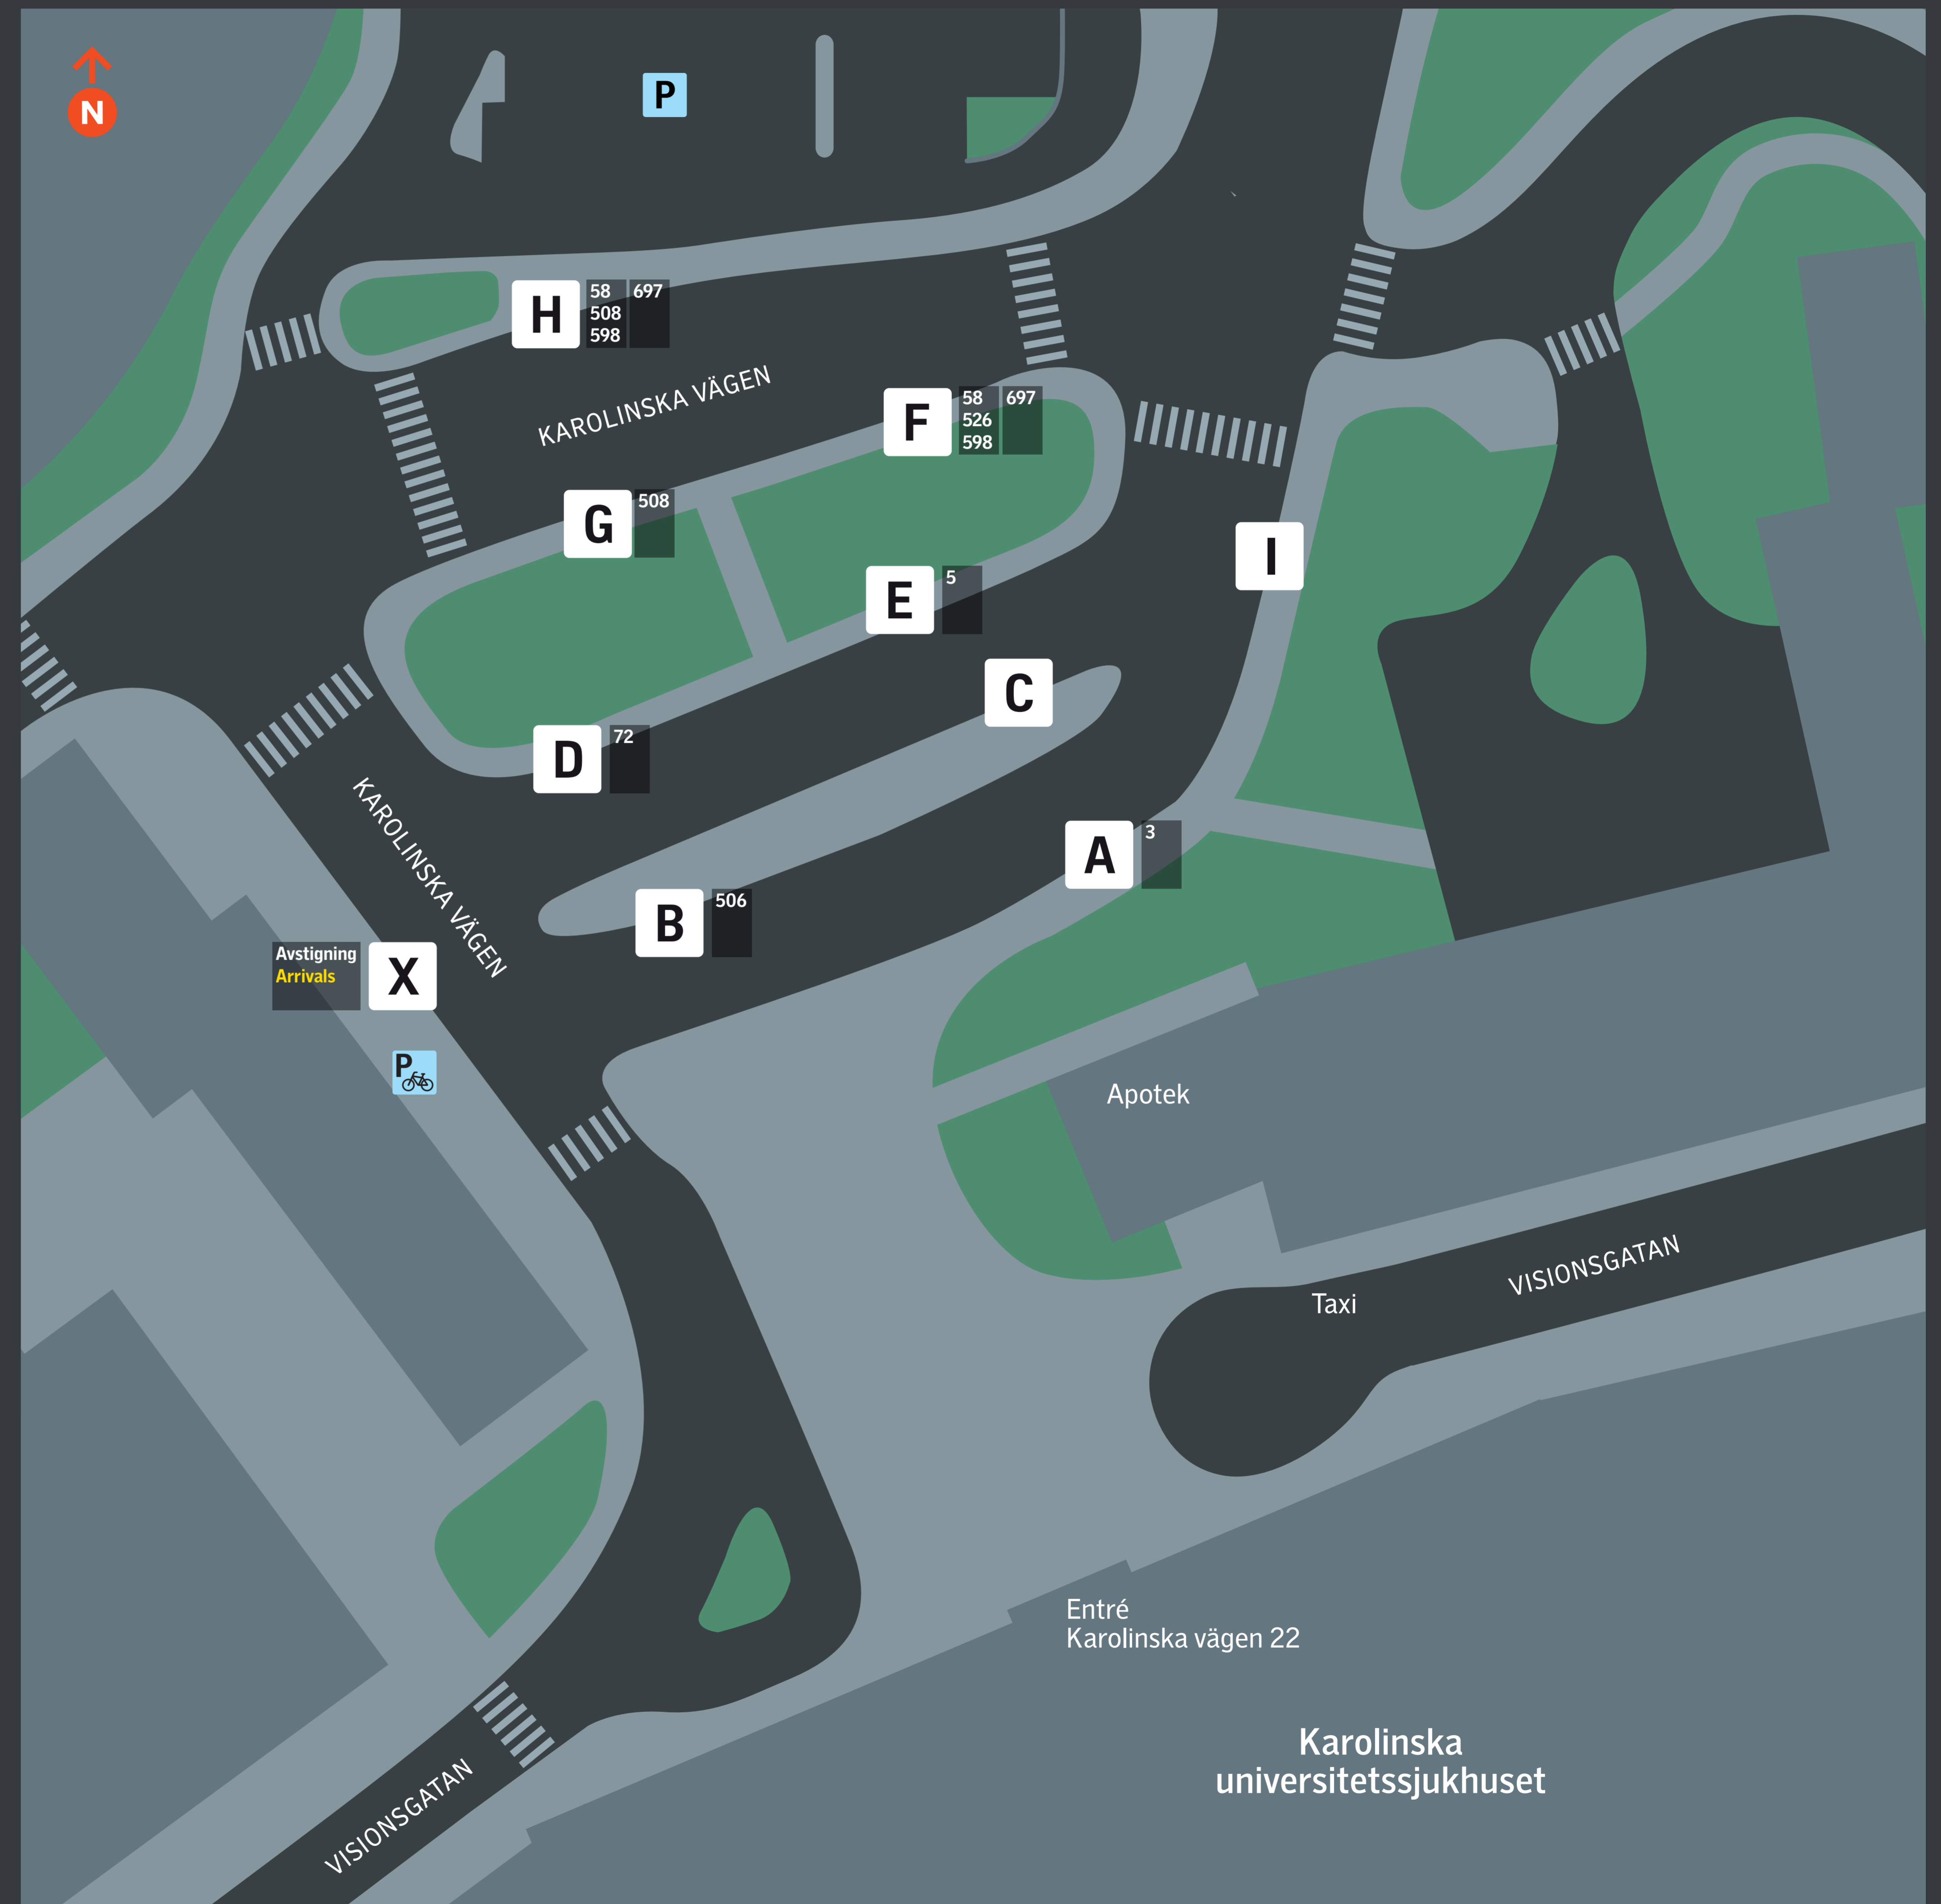 P
N
H
58
508
598
697
KAROLINSKA VÄGEN
F
58
526
598
697
G
508
I
E
5
C
D
72
KAROLINSKA VÄGEN
A
3
B
506
Avstigning
Arrivals
X
P
Apotek
VISIONSGATAN
Taxi
Entré
Karolinska vägen 22
Karolinska
universitetssjukhuset
VISIONSGATAN